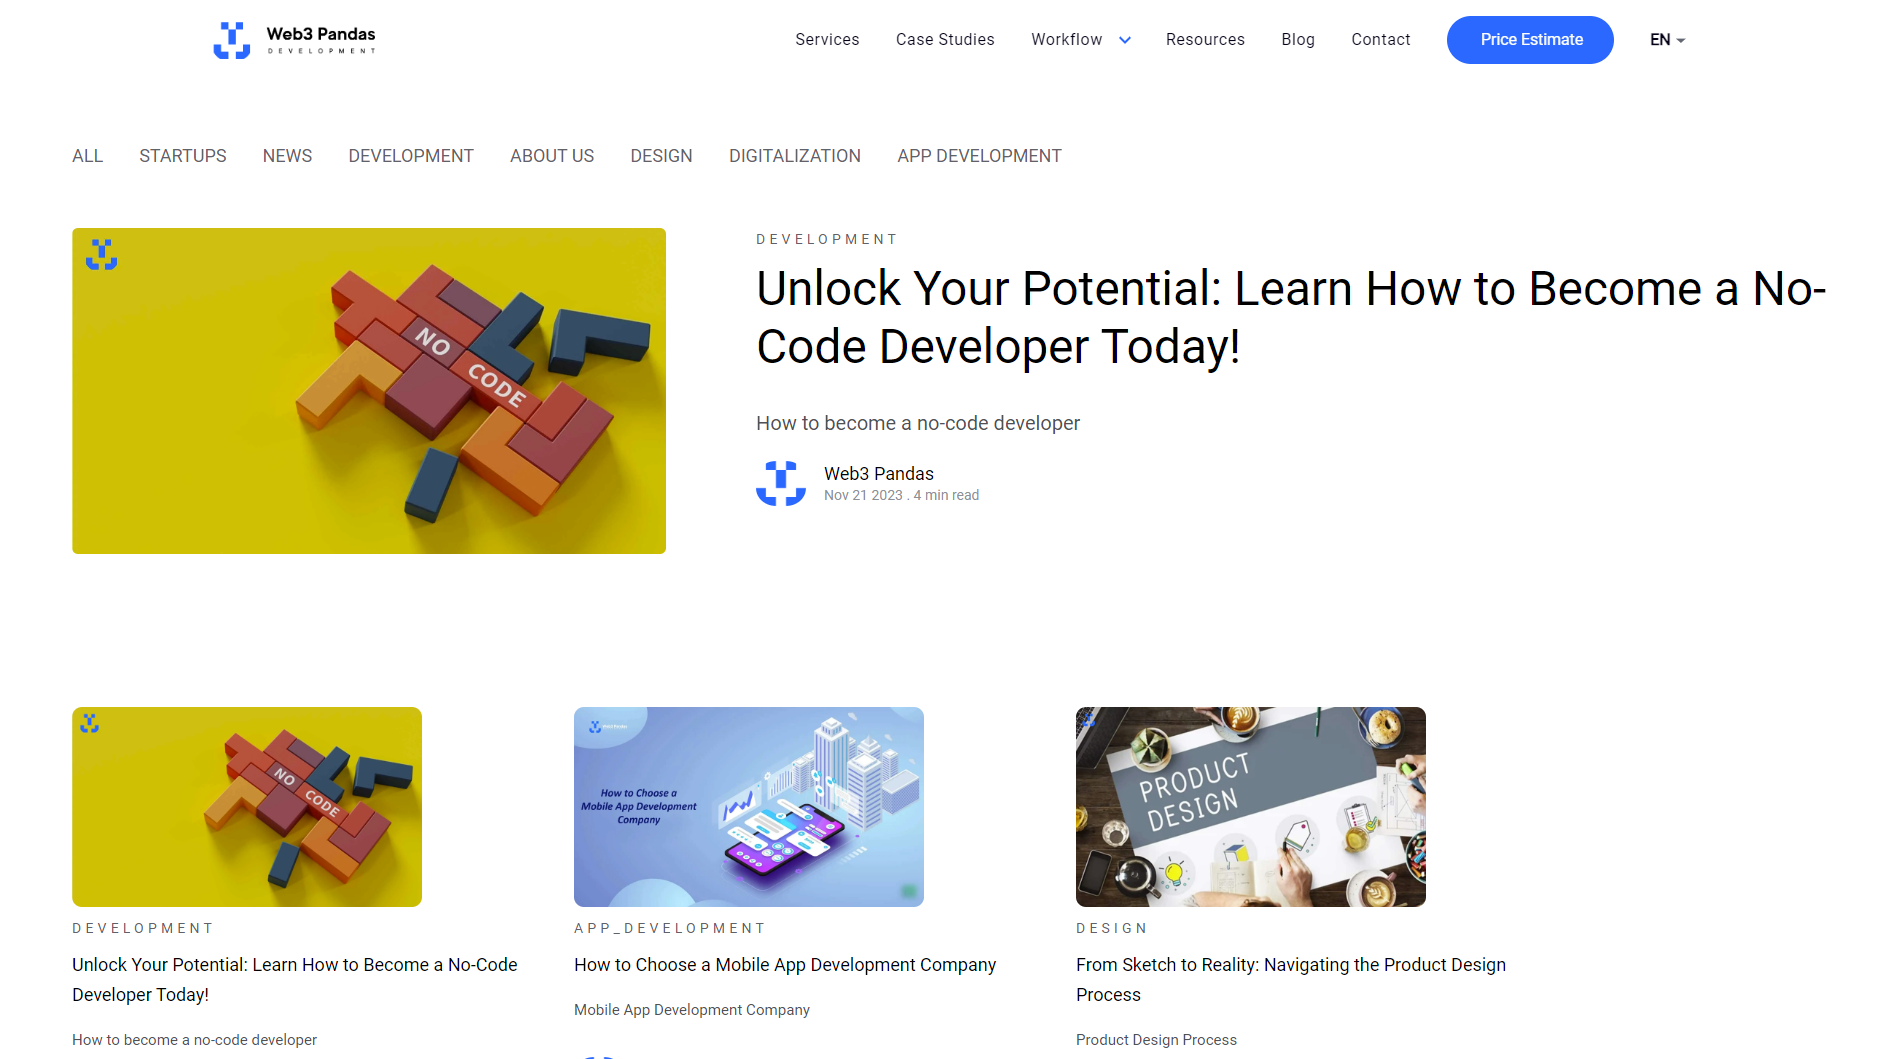 Web3 Pandas
DEVELOPMENT
Services
Case Studies
Workflow
Resources
Blog
Contact
Price Estimate
EN
ALL
STARTUPS
NEWS
DEVELOPMENT
ABOUT US
DESIGN
DIGITALIZATION
APP DEVELOPMENT
NO
CODE
DEVELOPMENT
Unlock Your Potential: Learn How to Become a No-
Code Developer Today!
How to become a no-code developer
Web3 Pandas
Nov 21 2023 . 4 min read
NO
CODE
DEVELOPMENT
Unlock Your Potential: Learn How to Become a No-Code
Developer Today!
How to become a no-code developer
How to Choose a
Mobile App Development
Company
APP_DEVELOPMENT
How to Choose a Mobile App Development Company
Mobile App Development Company
PRODUCT
DESIGN
DESIGN
From Sketch to Reality: Navigating the Product Design
Process
Product Design Process